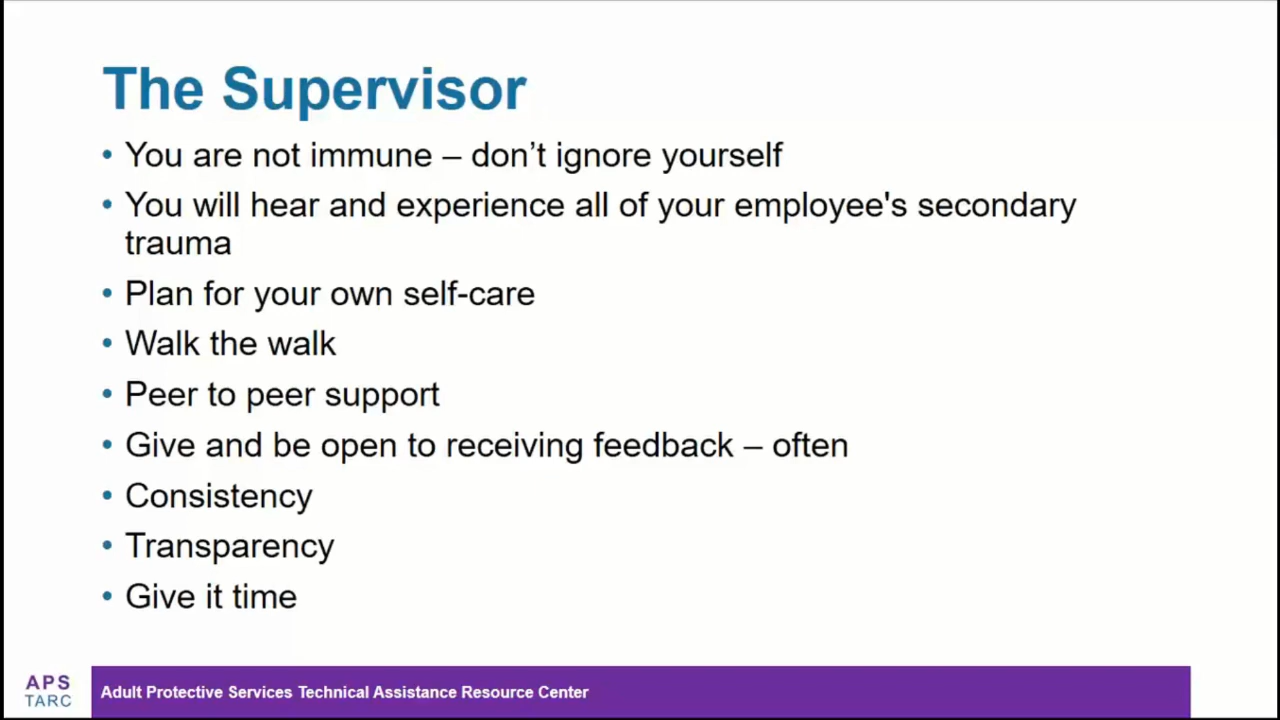 The Supervisor
• You are not immune – don’t ignore yourself
• You will hear and experience all of your employee's secondary
trauma
• Plan for your own self-care
• Walk the walk
• Peer to peer support
• Give and be open to receiving feedback – often
• Consistency
• Transparency
• Give it time
APS
TARC
Adult Protective Services Technical Assistance Resource Center